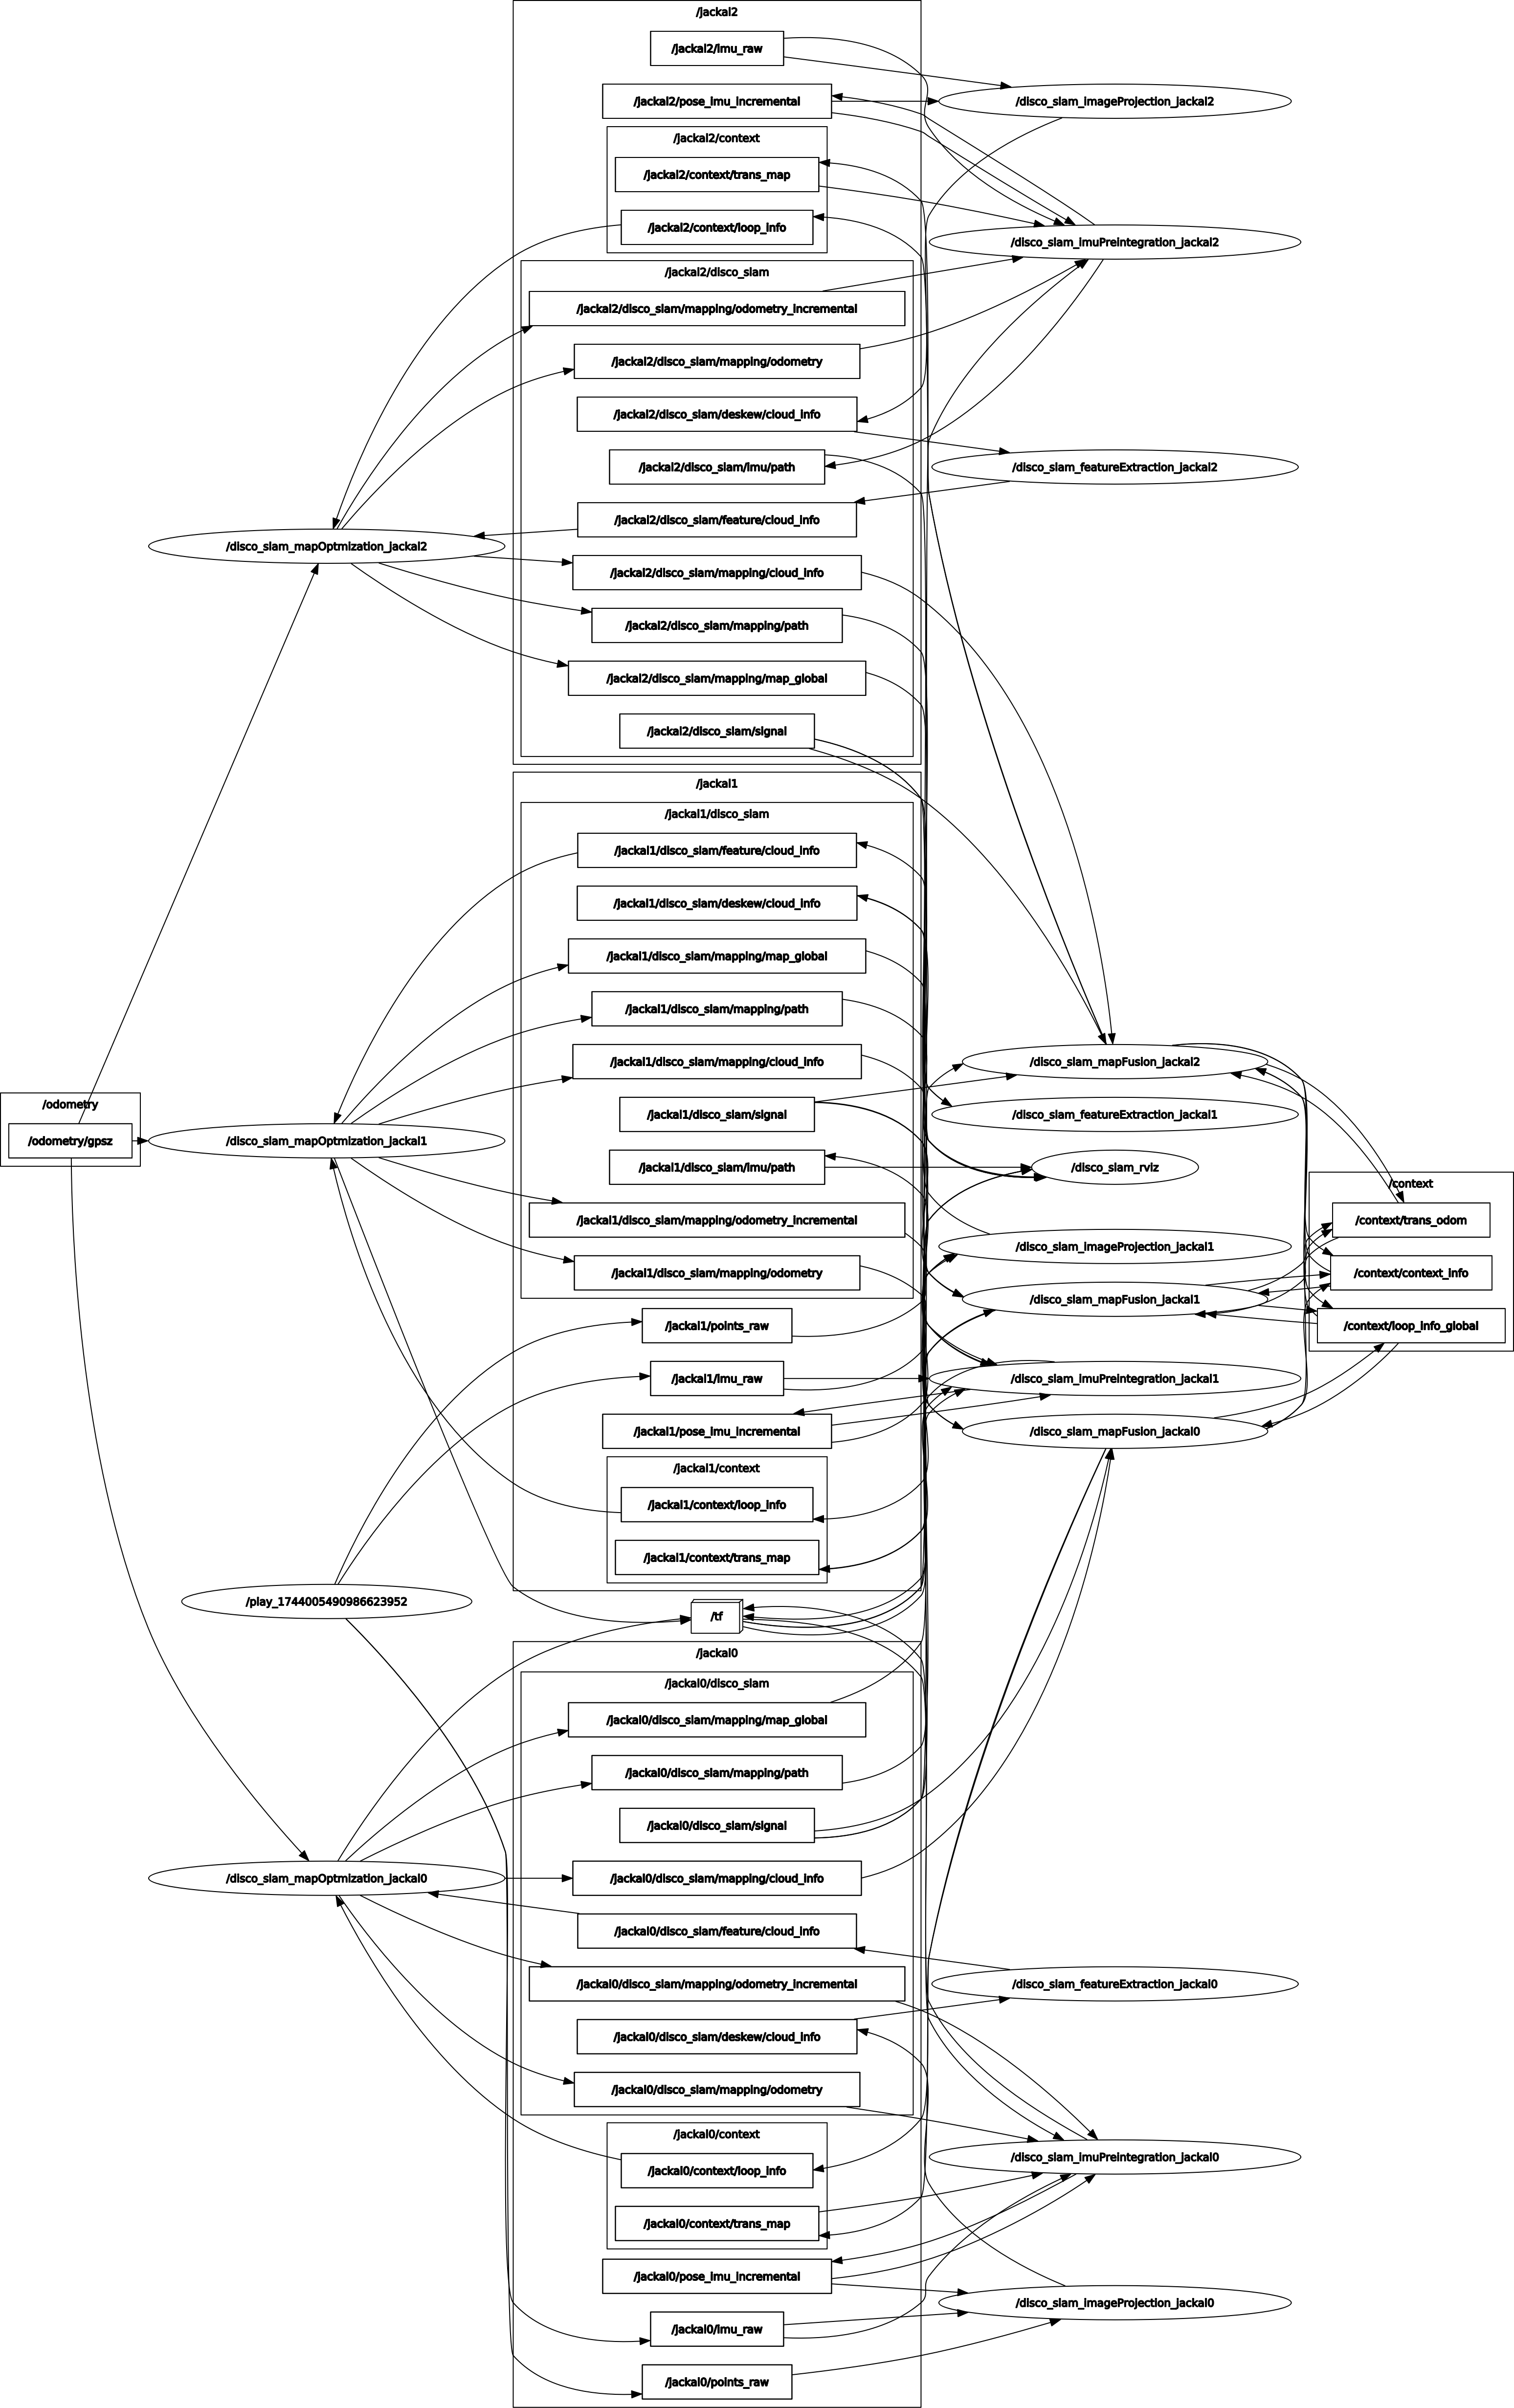 /jackal2
/jackal2/imu_raw
/jackal2/pose_imu_incremental
/disco_slam_imageProjection_jackal2
/jackal2/context
/jackal2/context/trans_map
/jackal2/context/loop_info
/disco_slam_imuPreintegration_jackal2
/jackal2/disco_slam
/jackal2/disco_slam/mapping/odometry_incremental
/jackal2/disco_slam/mapping/odometry
/jackal2/disco_slam/deskew/cloud_info
/jackal2/disco_slam/imu/path
/disco_slam_featureExtraction_jackal2
/jackal2/disco_slam/feature/cloud_info
/disco_slam_mapOptmization_jackal2
/jackal2/disco_slam/mapping/cloud_info
/jackal2/disco_slam/mapping/path
/jackal2/disco_slam/mapping/map_global
/jackal2/disco_slam/signal
/jackal1
/jackal1/disco_slam
/jackal1/disco_slam/feature/cloud_info
/jackal1/disco_slam/deskew/cloud_info
/jackal1/disco_slam/mapping/map_global
/jackal1/disco_slam/mapping/path
/jackal1/disco_slam/mapping/cloud_info
/disco_slam_mapFusion_jackal2
/odometry
/jackal1/disco_slam/signal
/disco_slam_featureExtraction_jackal1
/odometry/gpsz
/disco_slam_mapOptmization_jackal1
/jackal1/disco_slam/imu/path
/disco_slam_rviz
/context
/jackal1/disco_slam/mapping/odometry_incremental
/context/trans_odom
/disco_slam_imageProjection_jackal1
/jackal1/disco_slam/mapping/odometry
/context/context_info
/disco_slam_mapFusion_jackal1
/jackal1/points_raw
/context/loop_info_global
/jackal1/imu_raw
/disco_slam_imuPreintegration_jackal1
/jackal1/pose_imu_incremental
/disco_slam_mapFusion_jackal0
/jackal1/context
/jackal1/context/loop_info
/jackal1/context/trans_map
/play_1744005490986623952
/tf
/jackal0
/jackal0/disco_slam
/jackal0/disco_slam/mapping/map_global
/jackal0/disco_slam/mapping/path
/jackal0/disco_slam/signal
/disco_slam_mapOptmization_jackal0
/jackal0/disco_slam/mapping/cloud_info
/jackal0/disco_slam/feature/cloud_info
/jackal0/disco_slam/mapping/odometry_incremental
/disco_slam_featureExtraction_jackal0
/jackal0/disco_slam/deskew/cloud_info
/jackal0/disco_slam/mapping/odometry
/jackal0/context
/disco_slam_imuPreintegration_jackal0
/jackal0/context/loop_info
/jackal0/context/trans_map
/jackal0/pose_imu_incremental
/disco_slam_imageProjection_jackal0
/jackal0/imu_raw
/jackal0/points_raw